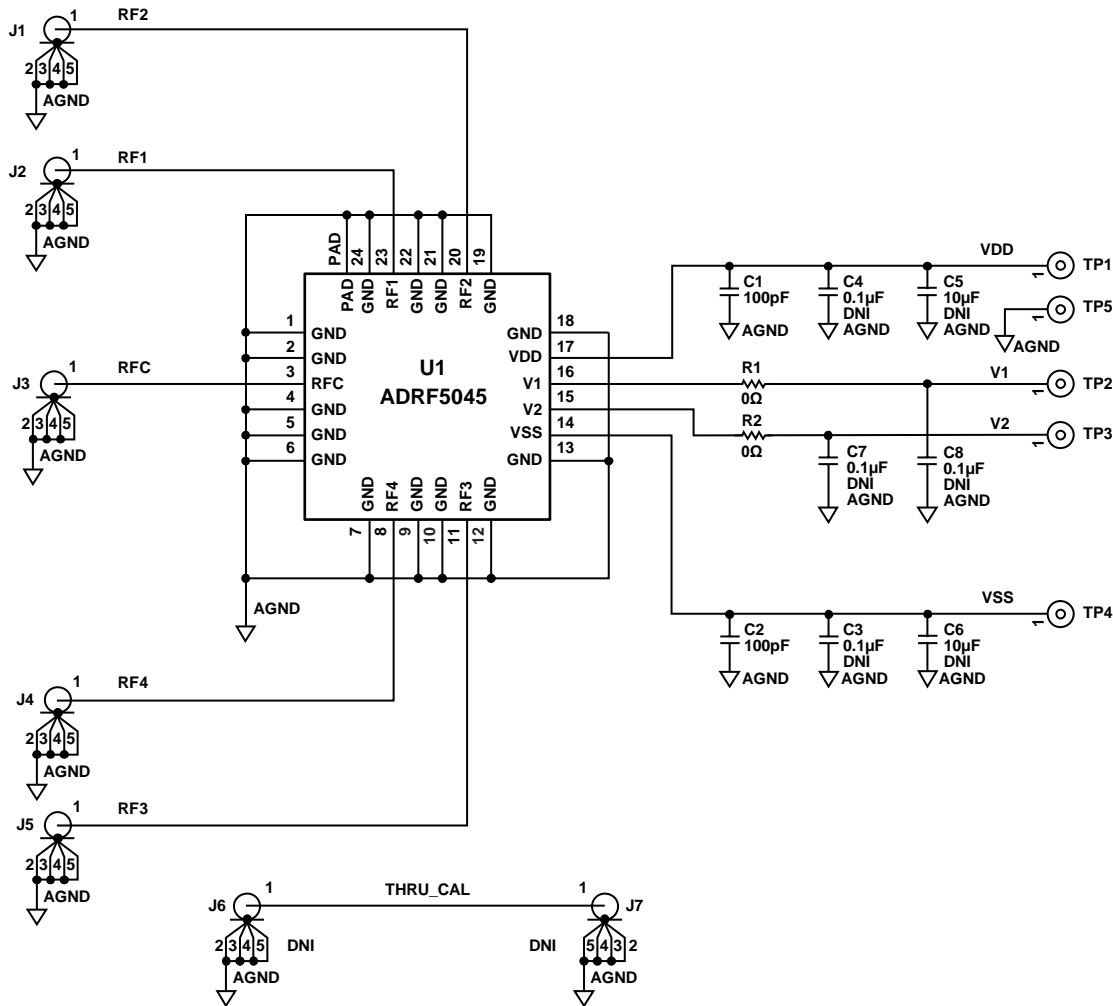 J1
1
RF2
2 3 4 5
AGND
J2
1
RF1
2 3 4 5
AGND
J3
1
RFC
2 3 4 5
AGND
PAD
24
23
22
21
20
19
PAD
GND
RF1
GND
GND
RF2
GND
1
GND
2
GND
3
RFC
4
GND
5
GND
6
GND
U1
ADRF5045
GND
18
VDD
17
V1
16
V2
15
VSS
14
GND
13
GND
RF4
GND
GND
RF3
GND
7
8
9
10
11
12
AGND
C1
100pF
AGND
C4
0.1µF
DNI
AGND
C5
10µF
DNI
AGND
VDD
1
TP1
1
TP5
AGND
R1
0Ω
V1
1
TP2
R2
0Ω
V2
1
TP3
C7
0.1µF
DNI
AGND
C8
0.1µF
DNI
AGND
VSS
1
TP4
C2
100pF
AGND
C3
0.1µF
DNI
AGND
C6
10µF
DNI
AGND
J4
1
RF4
2 3 4 5
AGND
J5
1
RF3
2 3 4 5
AGND
J6
1
THRU_CAL
1
J7
2 3 4 5
DNI
DNI
5 4 3 2
AGND
AGND